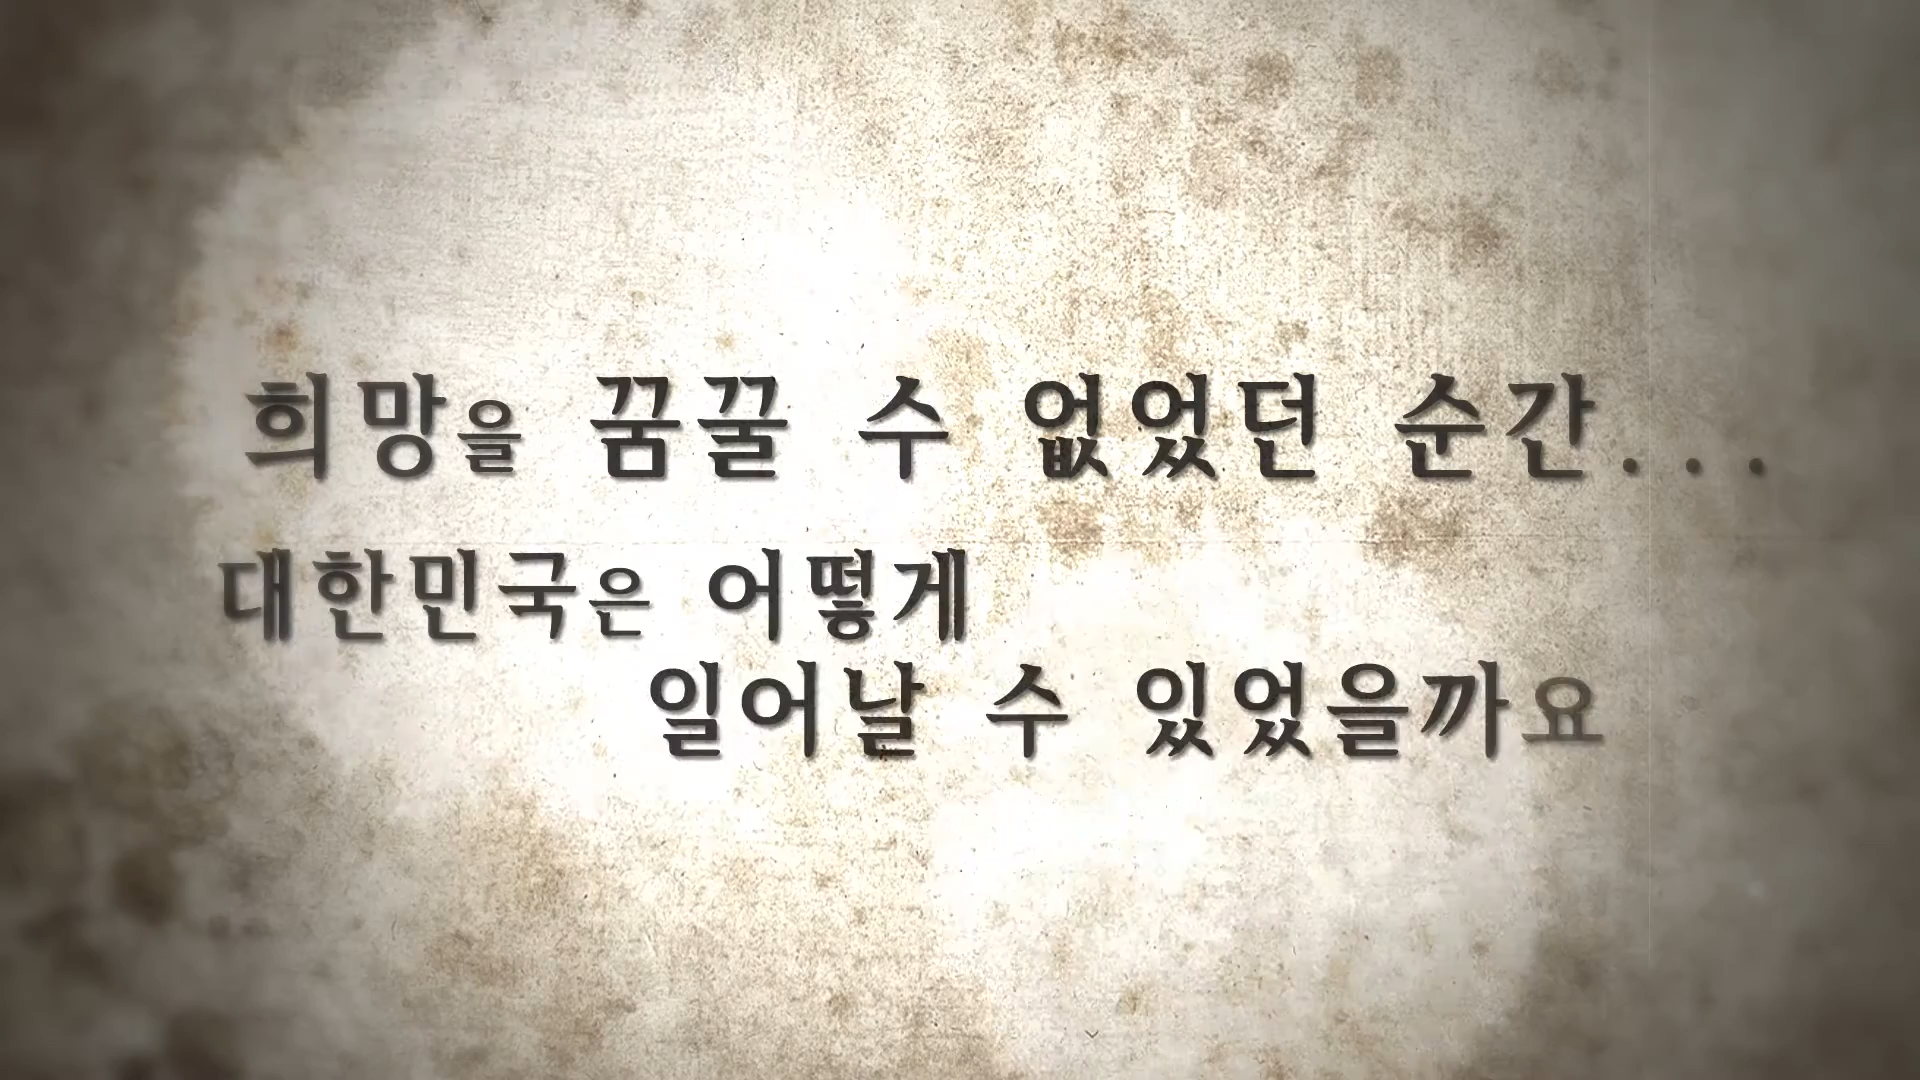 희망을 꿈꿀 수 없었던 순간...
대한민국은 어떻게
일어날 수 있었을까요